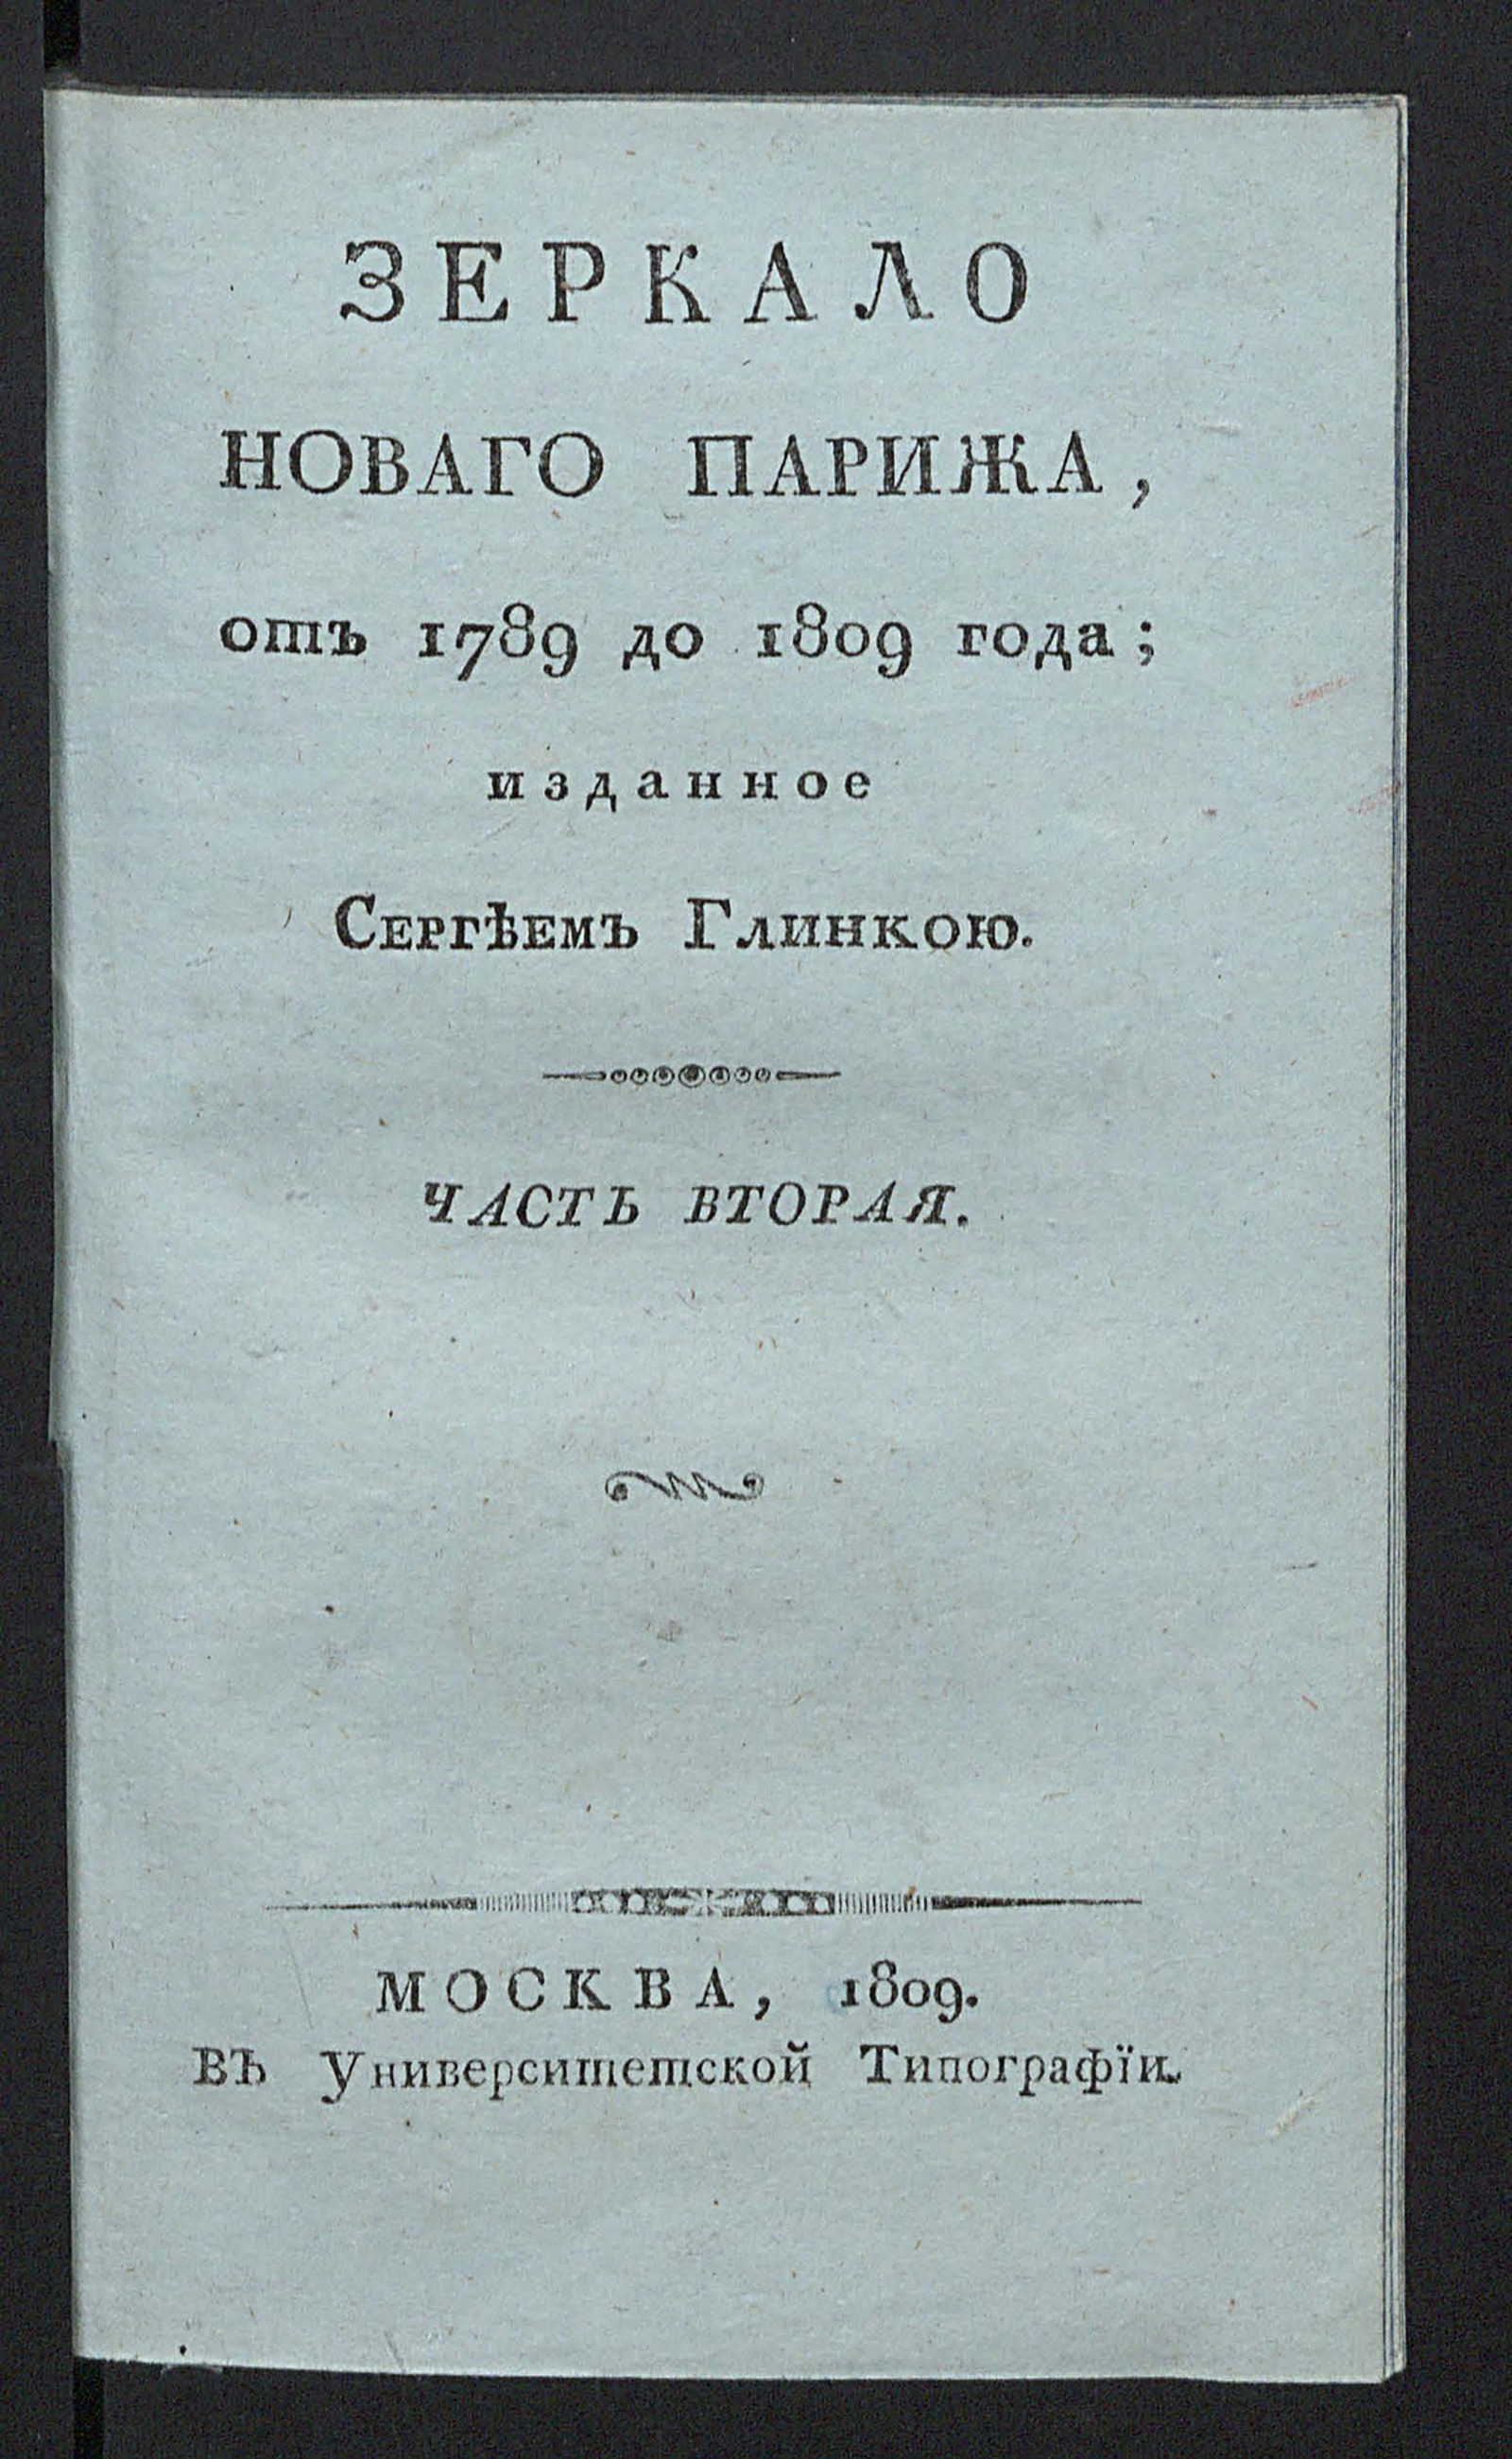 ЗЕРКАЛО
НОВАГО ПАРИЖА,
отъ 1789 до 1809 года;
изданное
Сергѣемъ Глинкою.
ЧАСТЬ ВТОРАЯ.
МОСКВА, 1809.
ВЪ Университетской Типографїи.